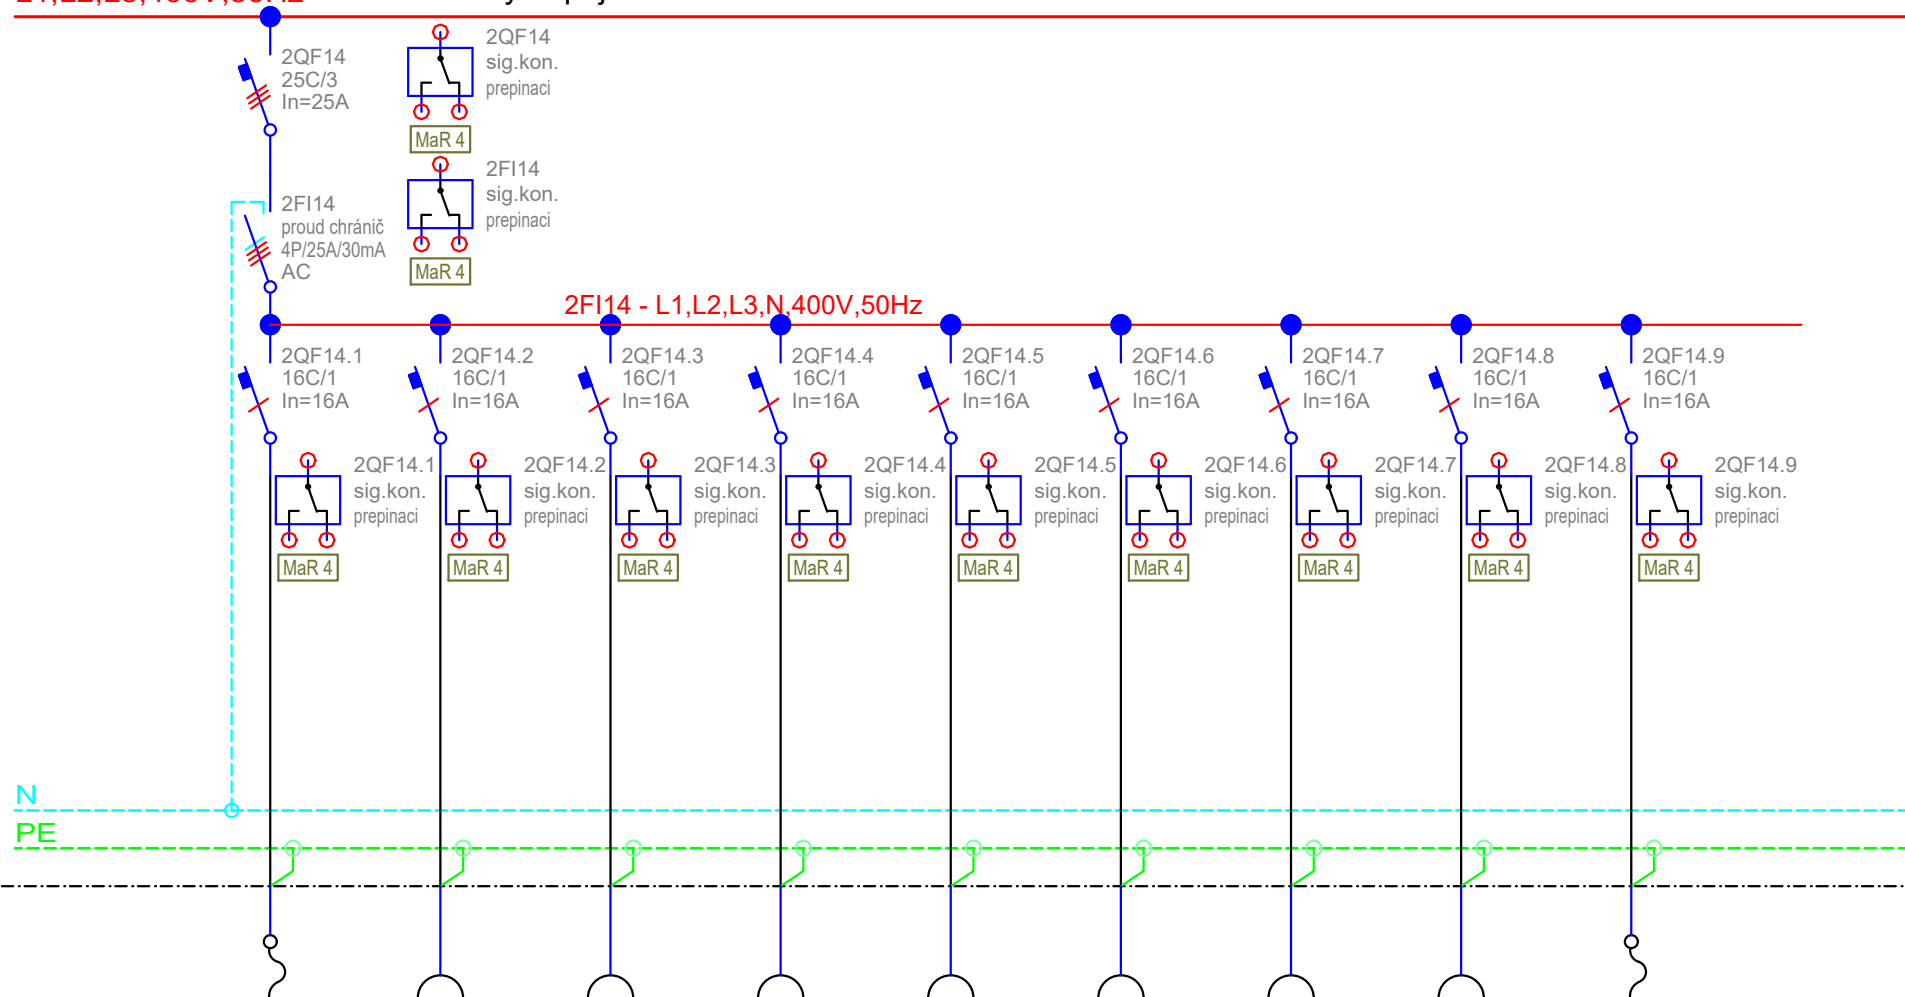 2QF14
25C/3
In=25A
2QF14
sig.kon.
prepinaci
MaR 4
2FI14
proud chránič
4P/25A/30mA
AC
2FI14
sig.kon.
prepinaci
MaR 4
2FI14 - L1,L2,L3,N,400V,50Hz
2QF14.1
16C/1
In=16A
2QF14.2
16C/1
In=16A
2QF14.3
16C/1
In=16A
2QF14.4
16C/1
In=16A
2QF14.5
16C/1
In=16A
2QF14.6
16C/1
In=16A
2QF14.7
16C/1
In=16A
2QF14.8
16C/1
In=16A
2QF14.9
16C/1
In=16A
2QF14.1
sig.kon.
prepinaci
MaR 4
2QF14.2
sig.kon.
prepinaci
MaR 4
2QF14.3
sig.kon.
prepinaci
MaR 4
2QF14.4
sig.kon.
prepinaci
MaR 4
2QF14.5
sig.kon.
prepinaci
MaR 4
2QF14.6
sig.kon.
prepinaci
MaR 4
2QF14.7
sig.kon.
prepinaci
MaR 4
2QF14.8
sig.kon.
prepinaci
MaR 4
2QF14.9
sig.kon.
prepinaci
MaR 4
N
PE